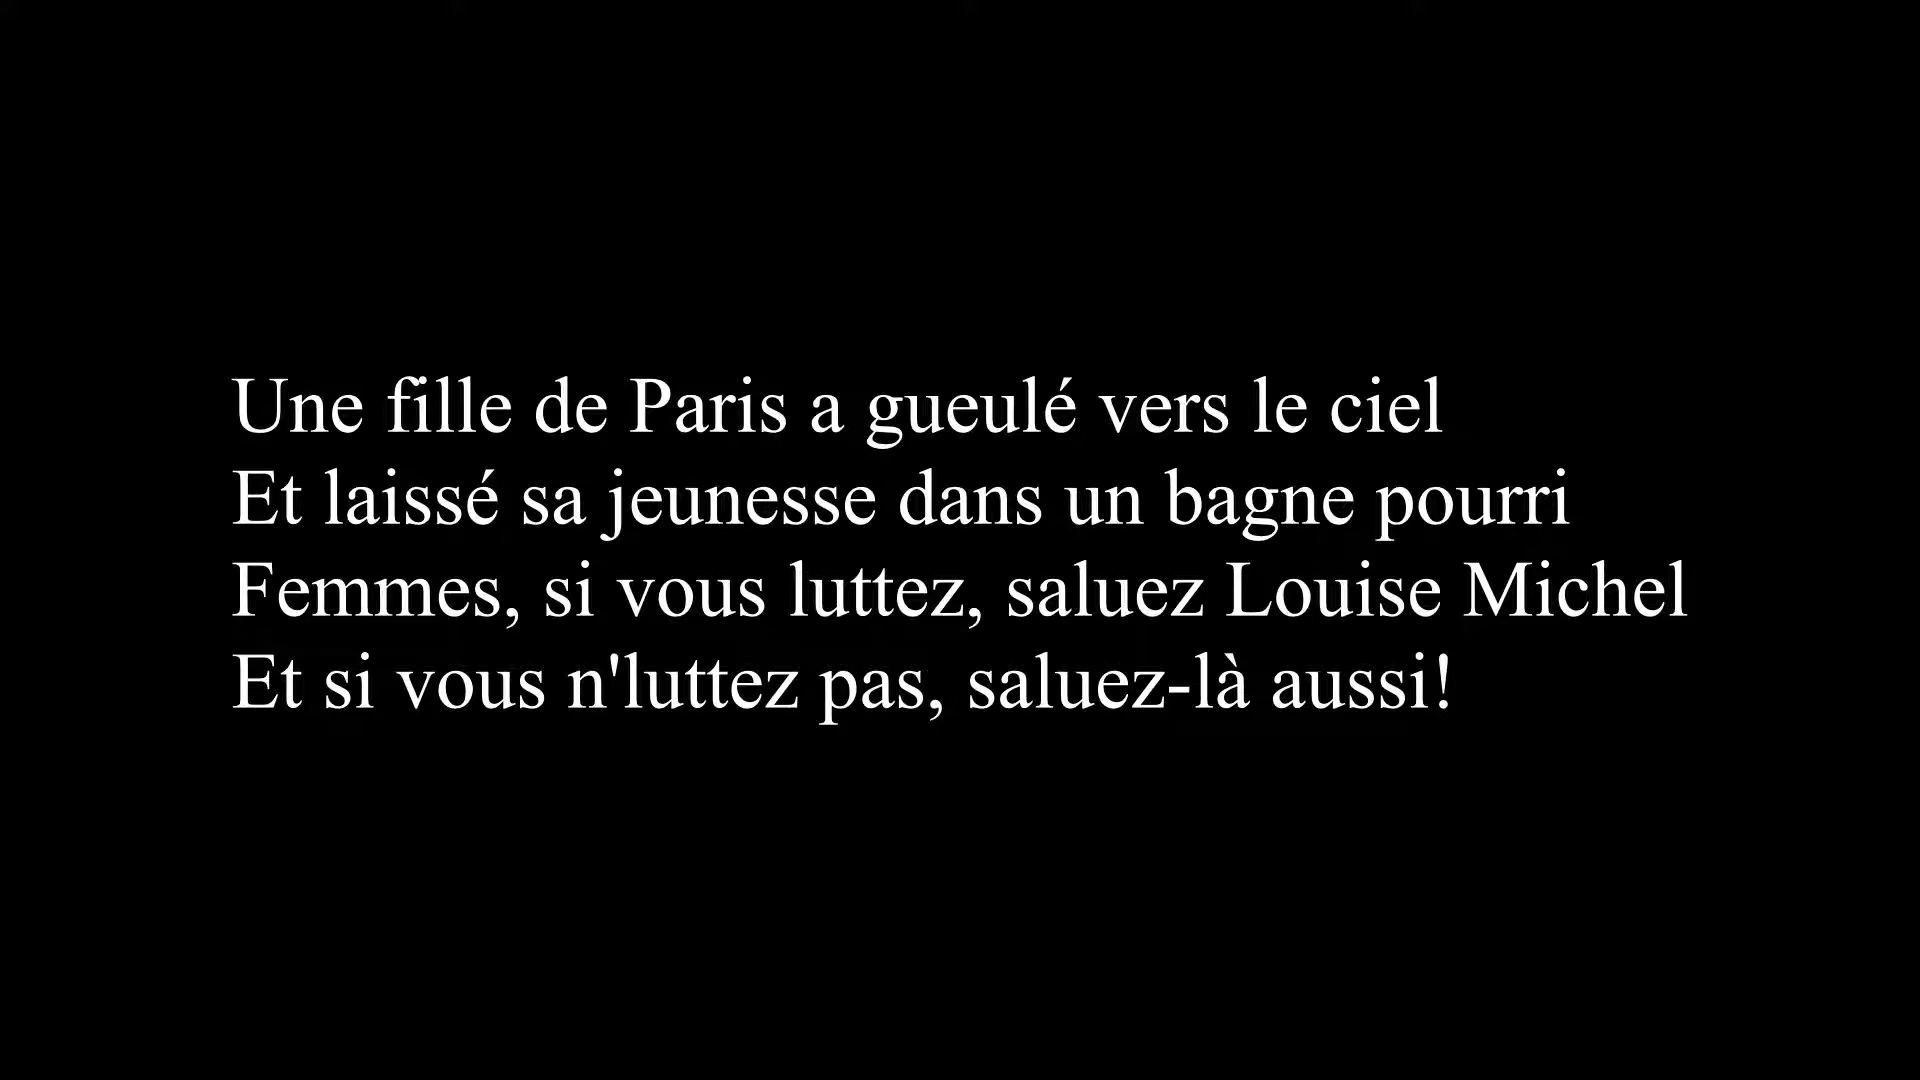 Une fille de Paris a gueulé vers le ciel
Et laissé sa jeunesse dans un bagne pourri
Femmes, si vous luttez, saluez Louise Michel
Et si vous n'luttez pas, saluez-là aussi!